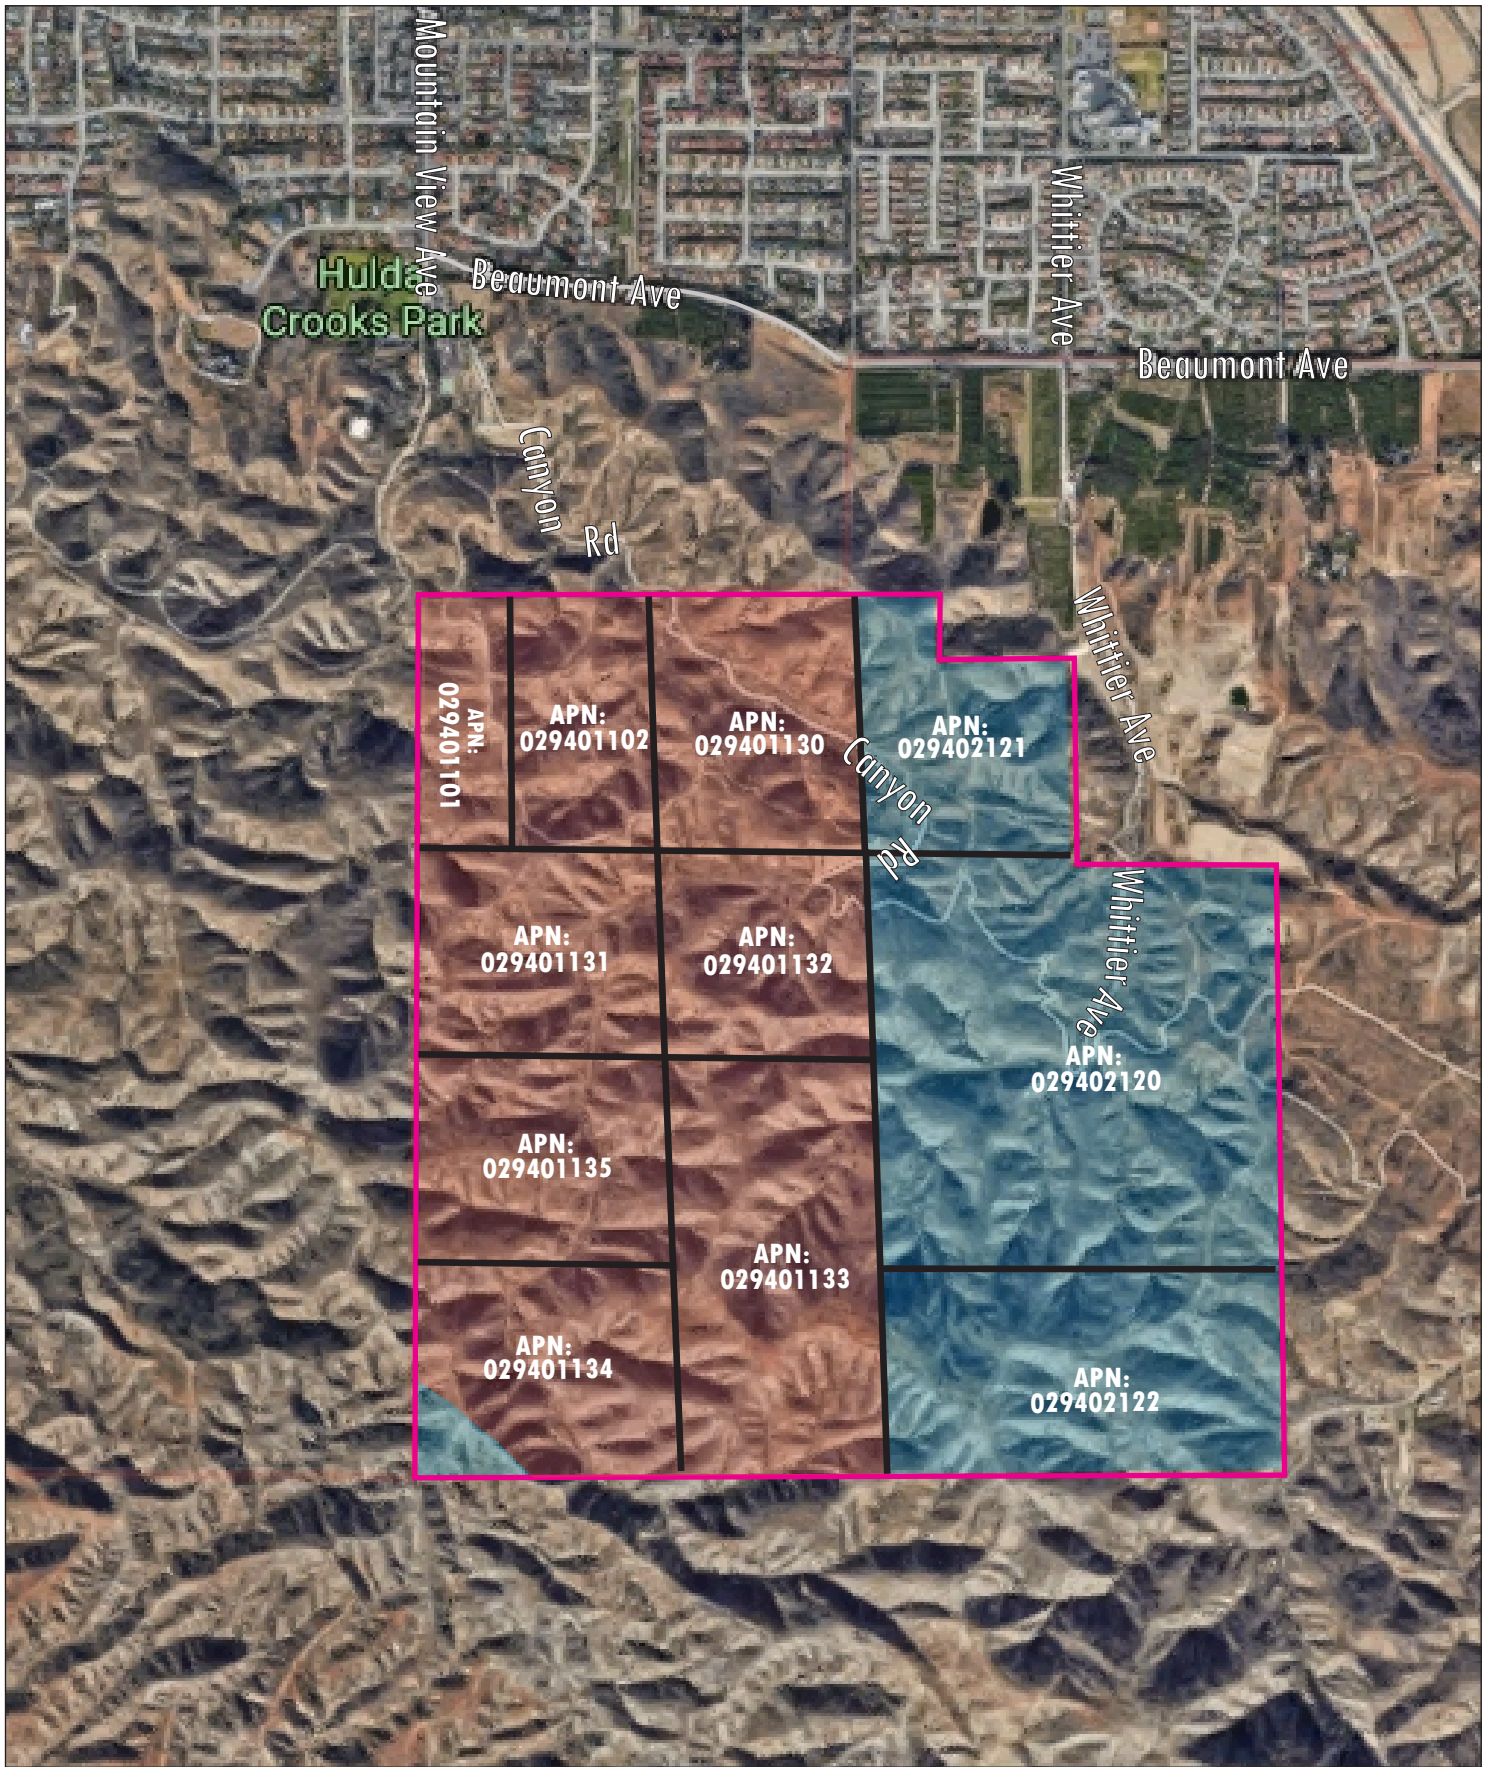 Mountain View Ave
Whittier Ave
Hulda
Crooks Park
Beaumont Ave
Beaumont Ave
Canyon
Rd
Whittier Ave
APN:
029401101
APN:
029401102
APN:
029401130
APN:
029402121
Canyon
Rd
Whittier Ave
APN:
029401131
APN:
029401132
APN:
029402120
APN:
029401135
APN:
029401133
APN:
029401134
APN:
029402122